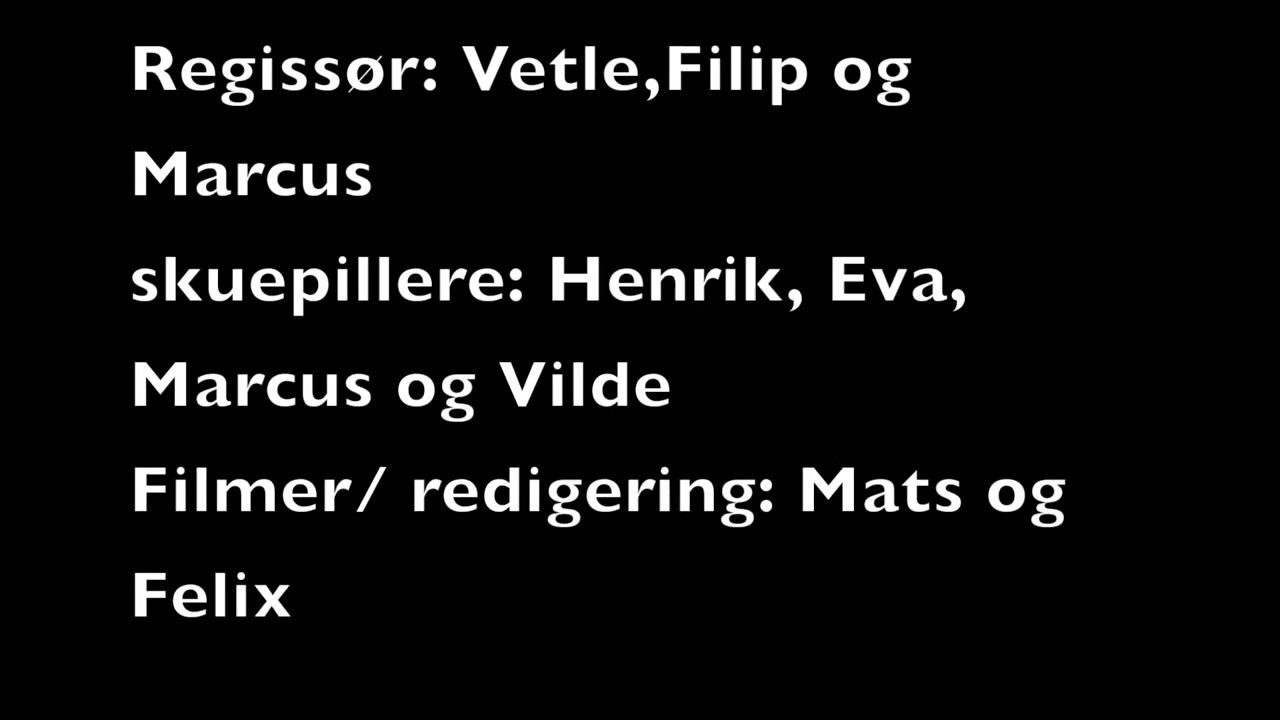 Regissør: Vetle,Filip og
Marcus
skuepillere: Henrik, Eva,
Marcus og Vilde
Filmer/ redigering: Mats og
Felix